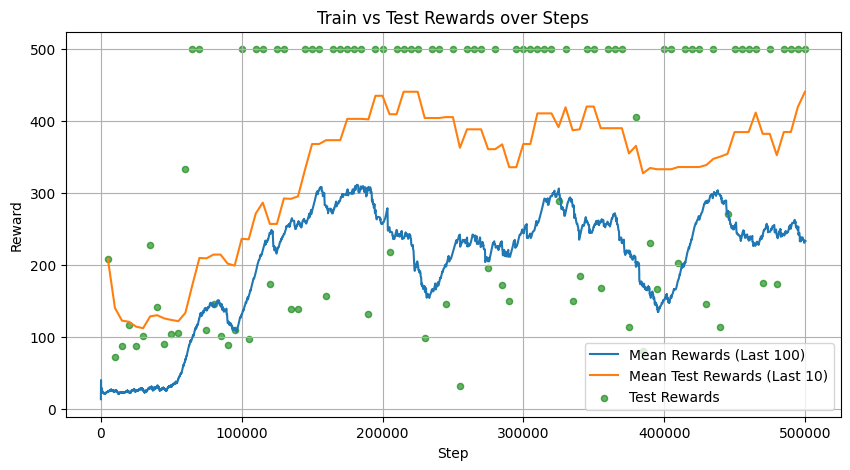 Train vs Test Rewards over Steps
500
400
300
200
100
0
Reward
0
100000
200000
300000
400000
500000
Step
Mean Rewards (Last 100)
Mean Test Rewards (Last 10)
Test Rewards